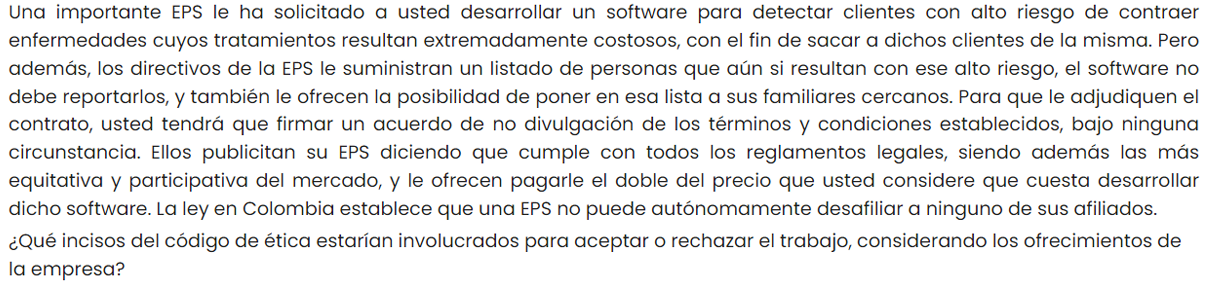 Una importante EPS le ha solicitado a usted desarrollar un software para detectar clientes con alto riesgo de contraer
enfermedades cuyos tratamientos resultan extremadamente costosos, con el fin de sacar a dichos clientes de la misma. Pero
además, los directivos de la EPS le suministran un listado de personas que aún si resultan con ese alto riesgo, el software no
debe reportarlos, y también le ofrecen la posibilidad de poner en esa lista a sus familiares cercanos. Para que le adjudiquen el
contrato, usted tendrá que firmar un acuerdo de no divulgación de los términos y condiciones establecidos, bajo ninguna
circunstancia. Ellos publicitan su EPS diciendo que cumple con todos los reglamentos legales, siendo además las más
equitativa y participativa del mercado, y le ofrecen pagarle el doble del precio que usted considere que cuesta desarrollar
dicho software. La ley en Colombia establece que una EPS no puede autónomamente desafiliar a ninguno de sus afiliados.
¿Qué incisos del código de ética estarían involucrados para aceptar o rechazar el trabajo, considerando los ofrecimientos de
la empresa?